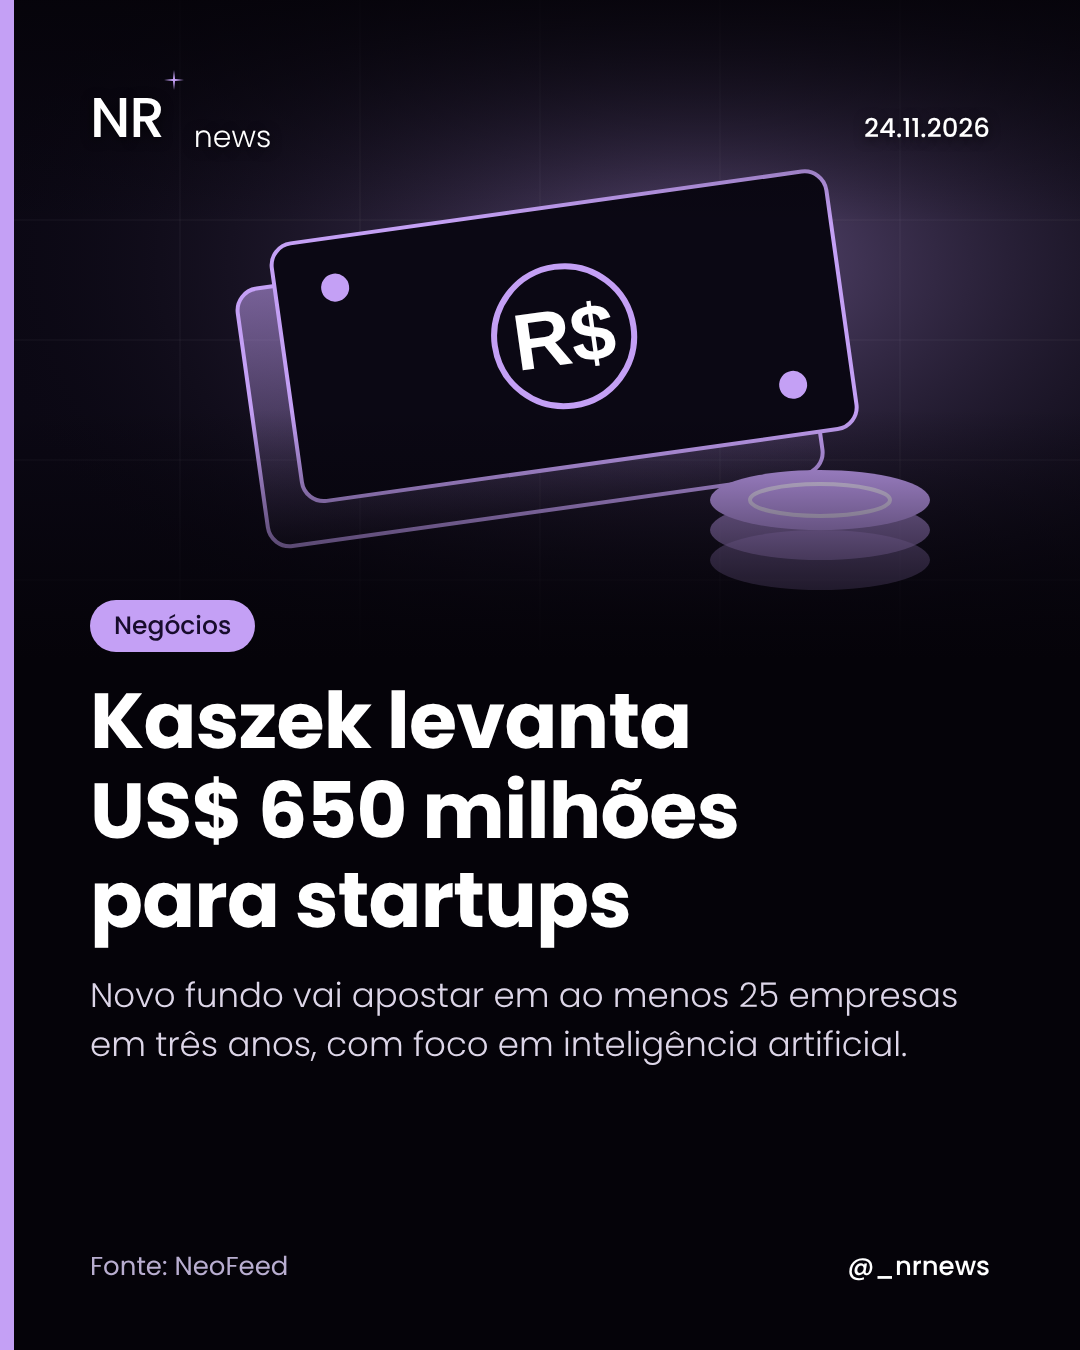 NR
news
24.11.2026
R$
Negócios
Kaszek levanta
US$ 650 milhões
para startups
Novo fundo vai apostar em ao menos 25 empresas
em três anos, com foco em inteligência artificial.
Fonte: NeoFeed
@_nrnews